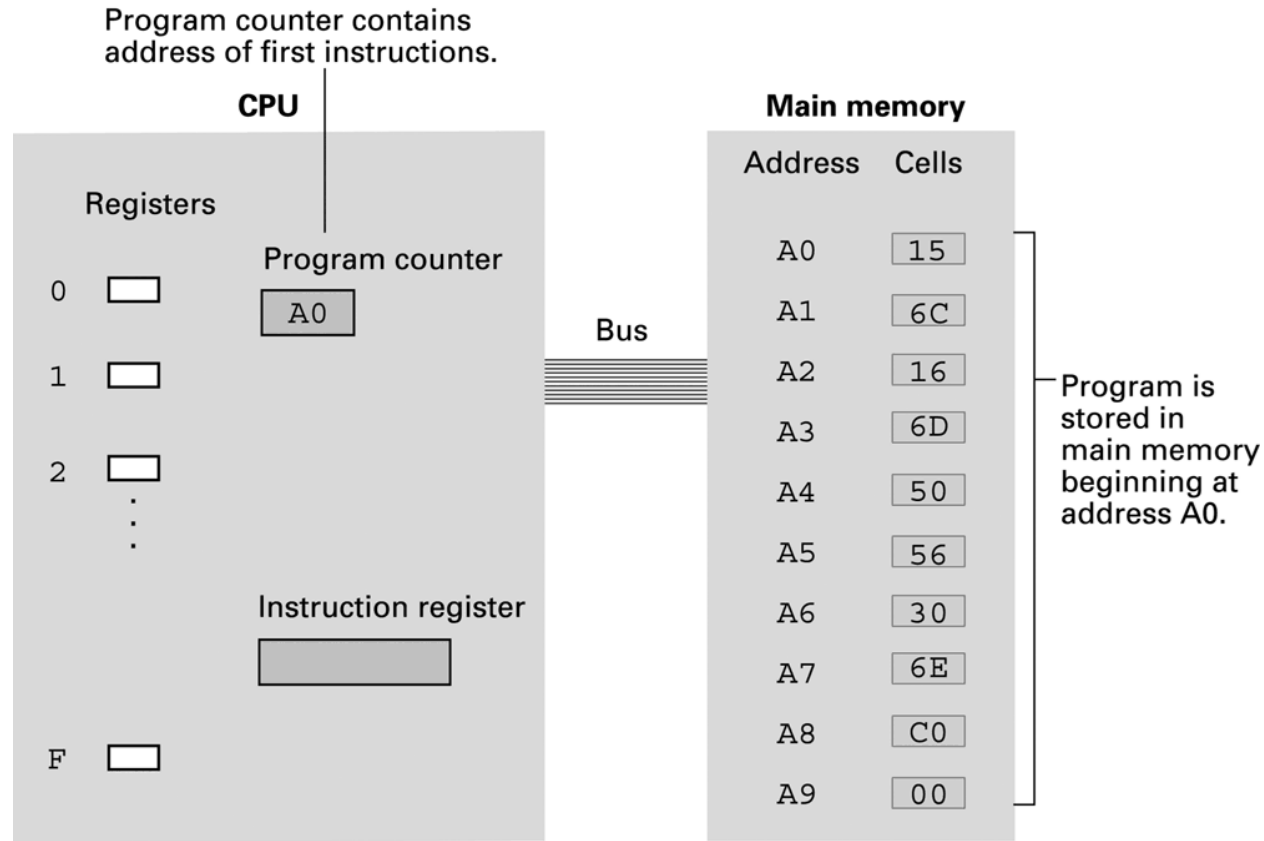 Program counter contains
address of first instructions.
CPU
Registers
0
1
2
F
Program counter
A0
Instruction register
Bus
Main memory
Address Cells
A0 15
A1 6C
A2 16
A3 6D
A4 50
A5 56
A6 30
A7 6E
A8 C0
A9 00
Program is
stored in
main memory
beginning at
address A0.